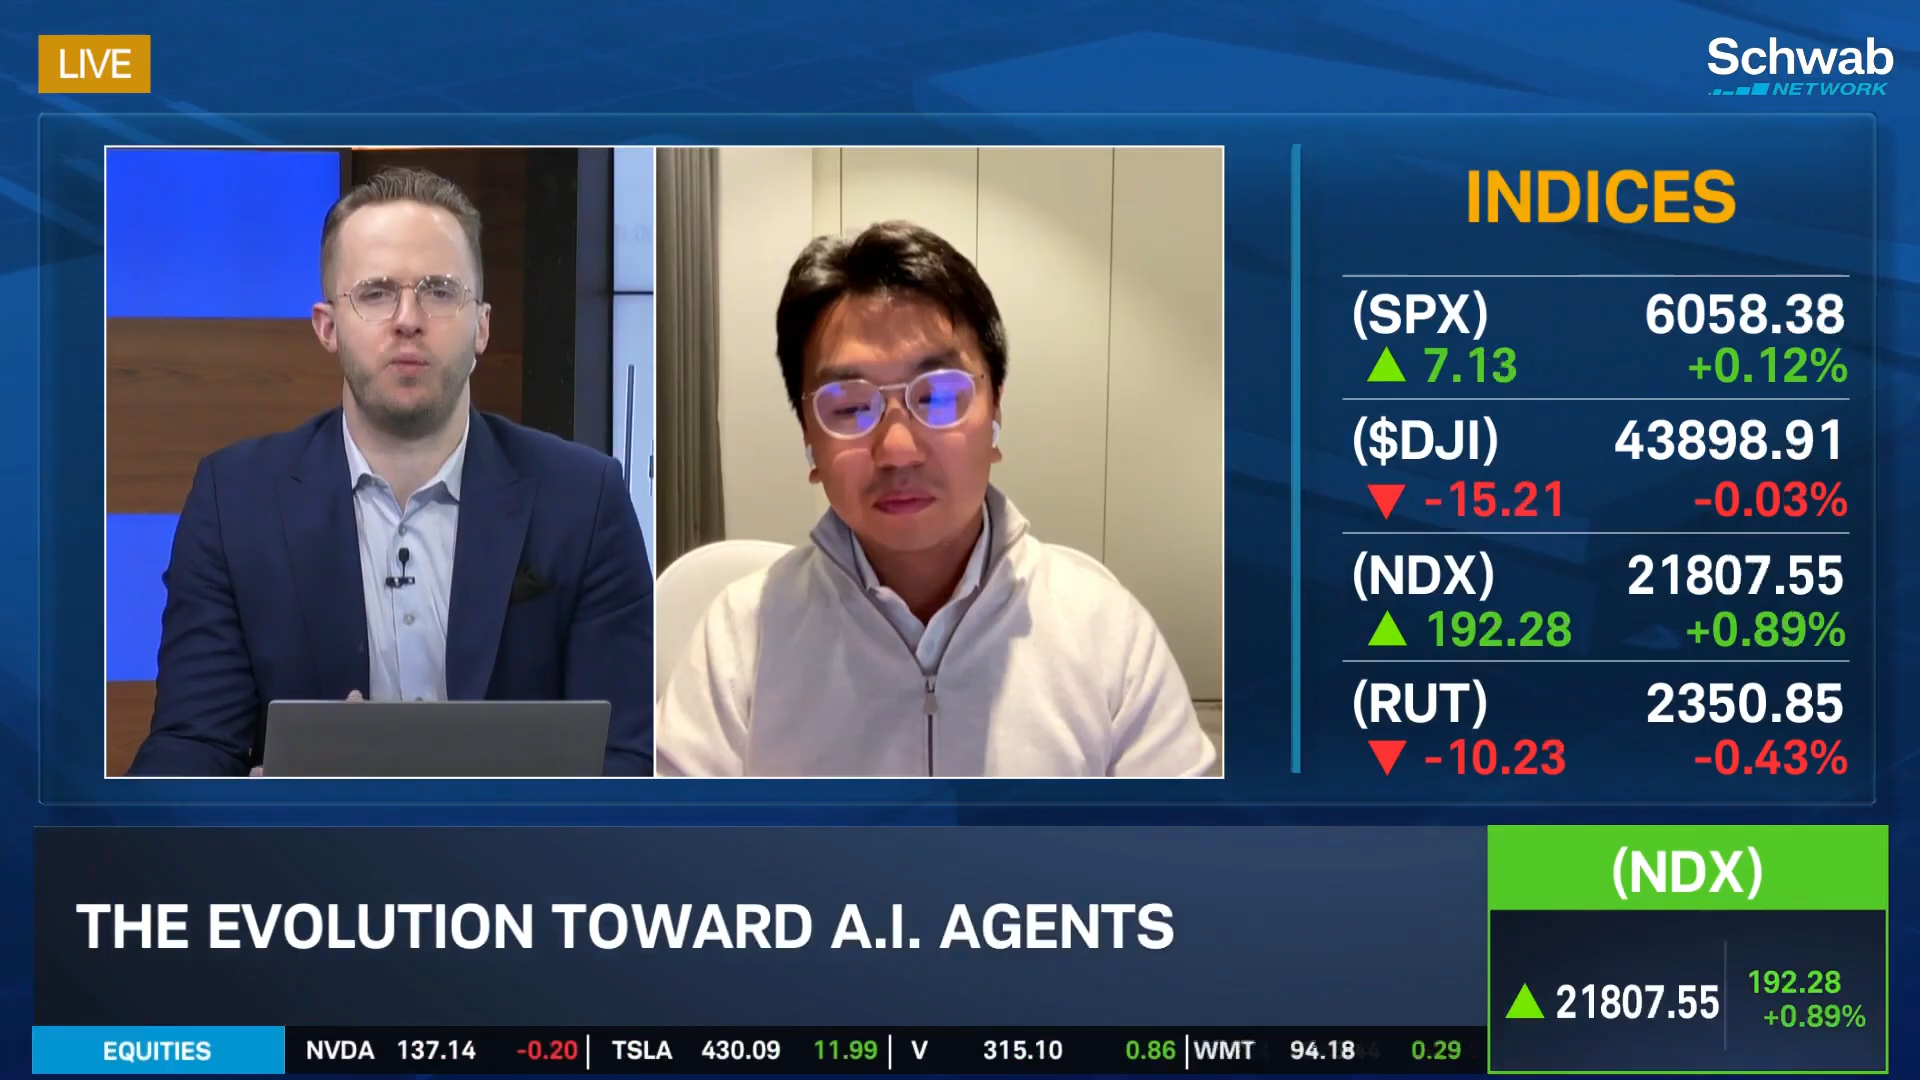 LIVE
Schwab
NETWORK
INDICES
(SPX) 6058.38
▲ 7.13 +0.12%
($DJI) 43898.91
▼ -15.21 -0.03%
(NDX) 21807.55
▲ 192.28 +0.89%
(RUT) 2350.85
▼ -10.23 -0.43%
THE EVOLUTION TOWARD A.I. AGENTS
(NDX)
▲ 21807.55 192.28
+0.89%
EQUITIES NVDA 137.14 -0.20 TSLA 430.09 11.99 V 315.10 0.86 WMT 94.18 0.29